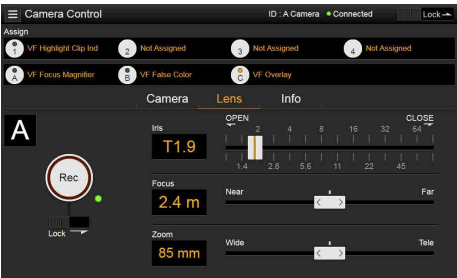 Camera Control
ID : A Camera
Connected
Lock
Assign
1 VF Highlight Clip Ind
2 Not Assigned
3 Not Assigned
4 Not Assigned
A VF Focus Magnifier
B VF False Color
C VF Overlay
Camera Lens Info
A
Rec
Lock
Iris
T1.9
OPEN CLOSE
2 4 8 16 32 64
1.4 2.8 5.6 11 22 45
Focus
2.4 m
Near Far
Zoom
85 mm
Wide Tele